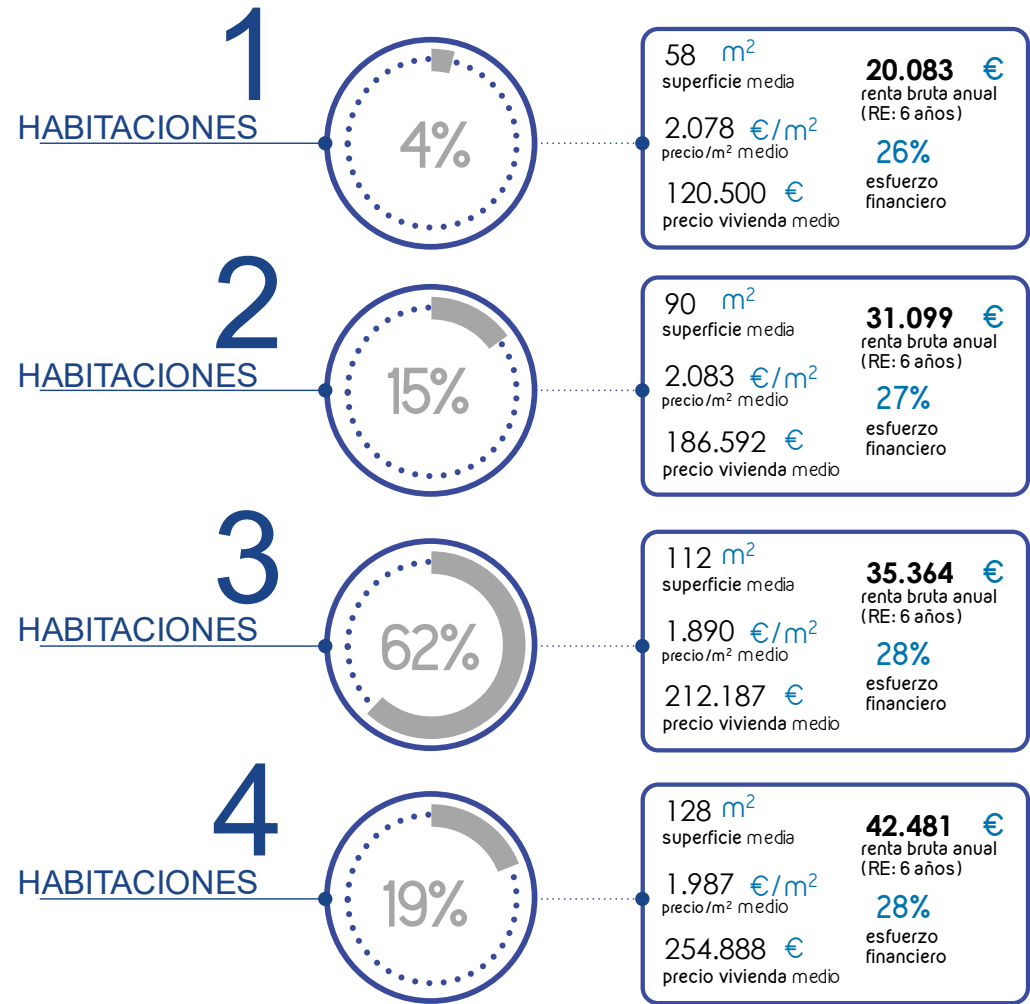 1
HABITACIONES
4%
58 m²
superficie media
2.078 €/m²
precio/m² medio
120.500 €
precio vivienda medio
20.083 €
renta bruta anual
(RE: 6 años)
26%
esfuerzo
financiero
2
HABITACIONES
15%
90 m²
superficie media
2.083 €/m²
precio/m² medio
186.592 €
precio vivienda medio
31.099 €
renta bruta anual
(RE: 6 años)
27%
esfuerzo
financiero
3
HABITACIONES
62%
112 m²
superficie media
1.890 €/m²
precio/m² medio
212.187 €
precio vivienda medio
35.364 €
renta bruta anual
(RE: 6 años)
28%
esfuerzo
financiero
4
HABITACIONES
19%
128 m²
superficie media
1.987 €/m²
precio/m² medio
254.888 €
precio vivienda medio
42.481 €
renta bruta anual
(RE: 6 años)
28%
esfuerzo
financiero